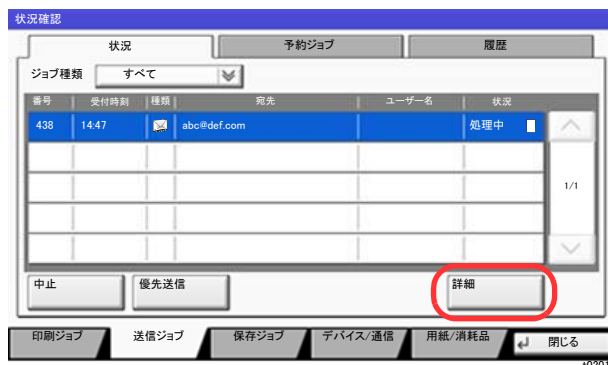 状況確認
状況 予約ジョブ 履歴
ジョブ種類 すべて
番号 受付時刻 種類 宛先 ユーザー名 状況
438 14:47 abc@def.com 処理中
1/1
中止 優先送信 詳細
印刷ジョブ 送信ジョブ 保存ジョブ デバイス/通信 用紙/消耗品 閉じる